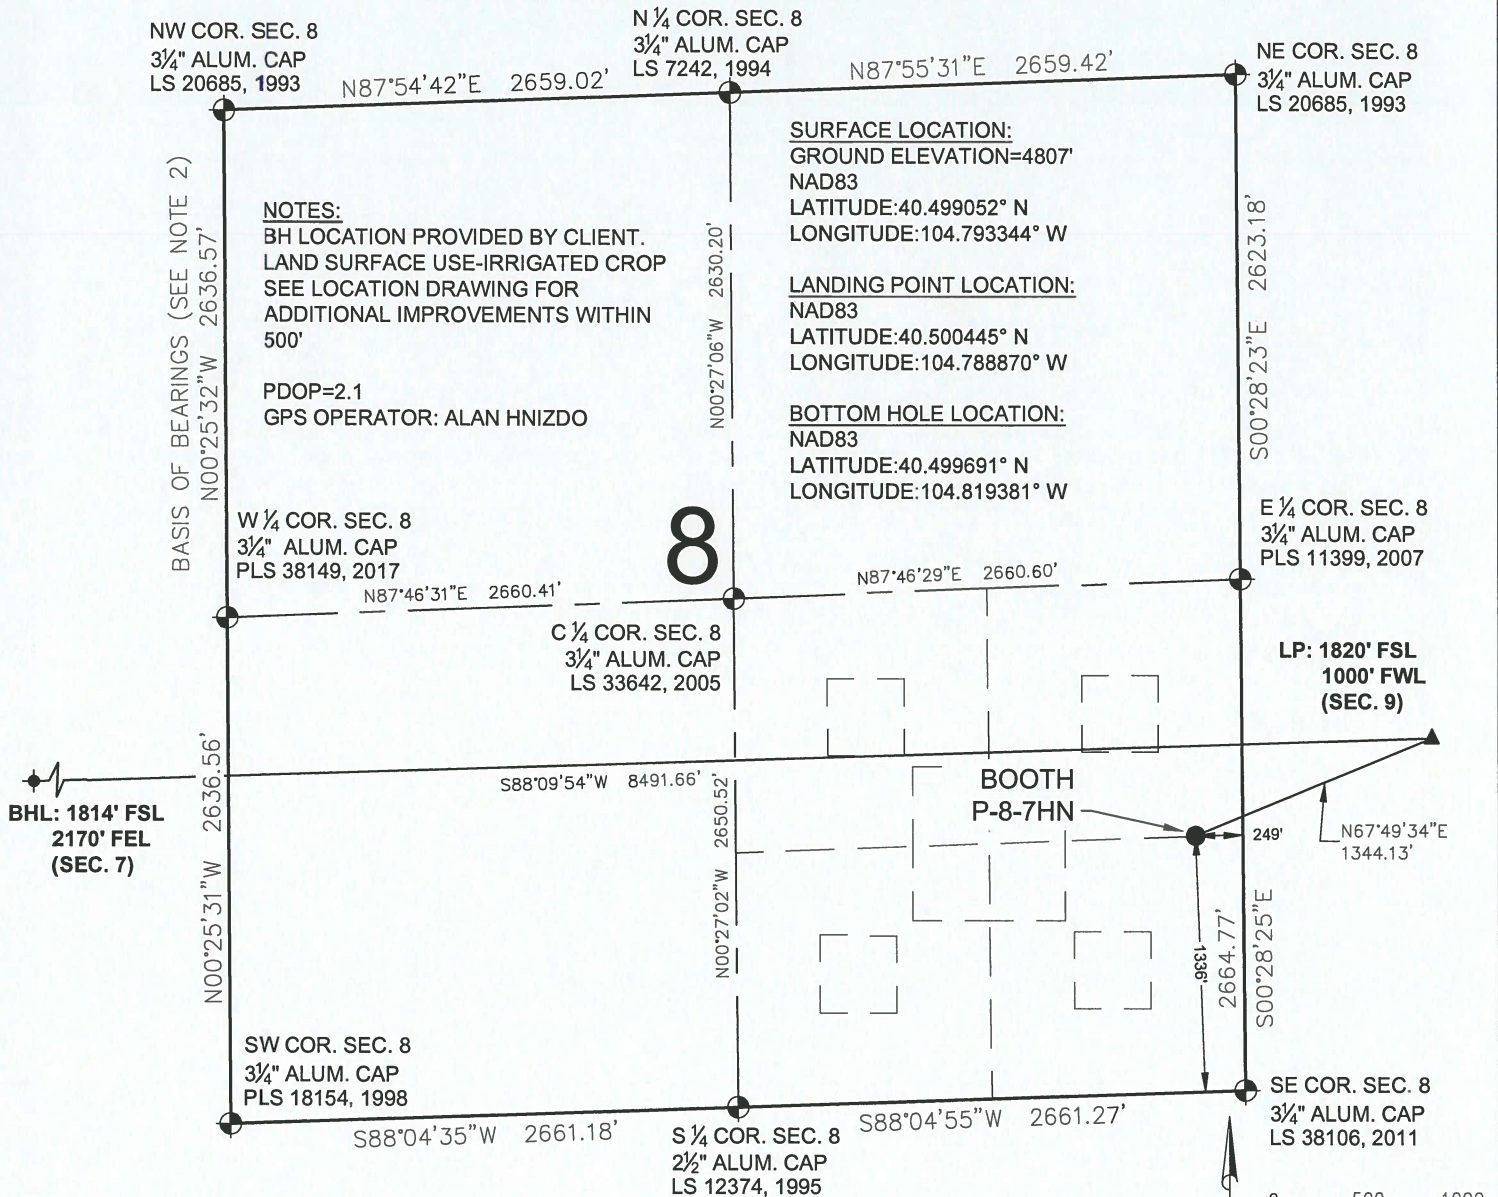 NW COR. SEC. 8
3¼" ALUM. CAP
LS 20685, 1993
N87°54'42"E 2659.02'
N ¼ COR. SEC. 8
3¼" ALUM. CAP
LS 7242, 1994
N87°55'31"E 2659.42'
NE COR. SEC. 8
3¼" ALUM. CAP
LS 20685, 1993
BASIS OF BEARINGS (SEE NOTE 2)
N00°25'32"W 2636.57'
NOTES:
BH LOCATION PROVIDED BY CLIENT.
LAND SURFACE USE-IRRIGATED CROP
SEE LOCATION DRAWING FOR
ADDITIONAL IMPROVEMENTS WITHIN
500'
PDOP=2.1
GPS OPERATOR: ALAN HNIZDO
N00°27'06"W 2630.20'
SURFACE LOCATION:
GROUND ELEVATION=4807'
NAD83
LATITUDE:40.499052° N
LONGITUDE:104.793344° W
LANDING POINT LOCATION:
NAD83
LATITUDE:40.500445° N
LONGITUDE:104.788870° W
BOTTOM HOLE LOCATION:
NAD83
LATITUDE:40.499691° N
LONGITUDE:104.819381° W
S00°28'23"E 2623.18'
W ¼ COR. SEC. 8
3¼" ALUM. CAP
PLS 38149, 2017
8
E ¼ COR. SEC. 8
3¼" ALUM. CAP
PLS 11399, 2007
N87°46'31"E 2660.41'
N87°46'29"E 2660.60'
C ¼ COR. SEC. 8
3¼" ALUM. CAP
LS 33642, 2005
LP: 1820' FSL
1000' FWL
(SEC. 9)
S88°09'54"W 8491.66'
BHL: 1814' FSL
2170' FEL
(SEC. 7)
N00°25'31"W 2636.56'
N00°27'02"W 2650.52'
BOOTH
P-8-7HN
249'
N67°49'34"E
1344.13'
1336'
2664.77'
S00°28'25"E
SW COR. SEC. 8
3¼" ALUM. CAP
PLS 18154, 1998
S88°04'35"W 2661.18'
S ¼ COR. SEC. 8
2½" ALUM. CAP
LS 12374, 1995
S88°04'55"W 2661.27'
SE COR. SEC. 8
3¼" ALUM. CAP
LS 38106, 2011